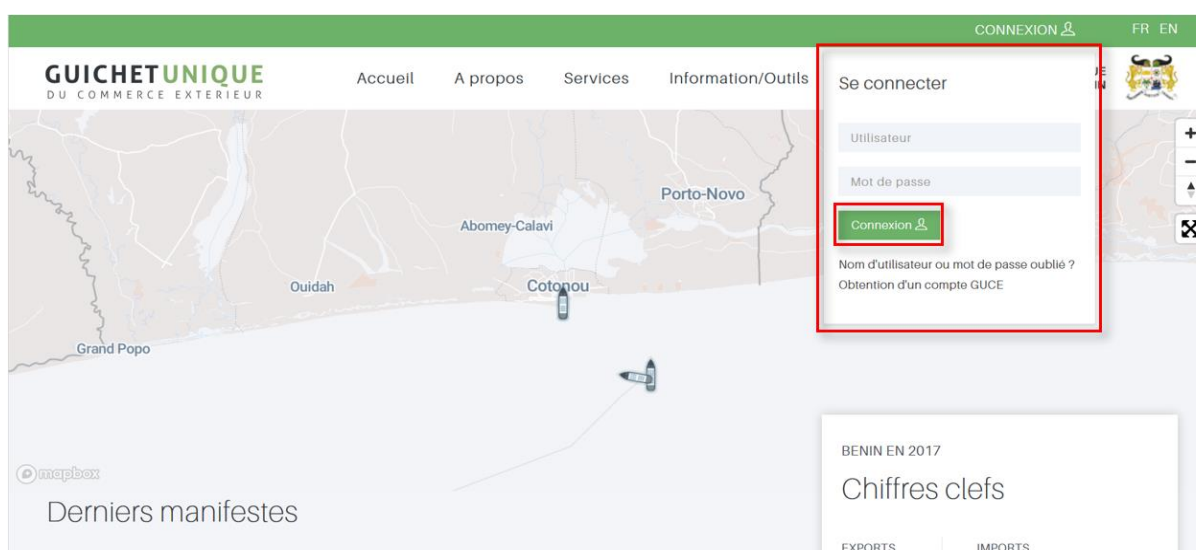 CONNEXION
FR EN
GUICHETUNIQUE
DU COMMERCE EXTERIEUR
Accueil
A propos
Services
Information/Outils
Se connecter
Utilisateur
Mot de passe
Connexion
Nom d'utilisateur ou mot de passe oublié ?
Obtention d'un compte GUCE
Porto-Novo
Abomey-Calavi
Ouidah
Cotonou
Grand Popo
mapbox
Derniers manifestes
BENIN EN 2017
Chiffres clefs
EXPORTS
IMPORTS